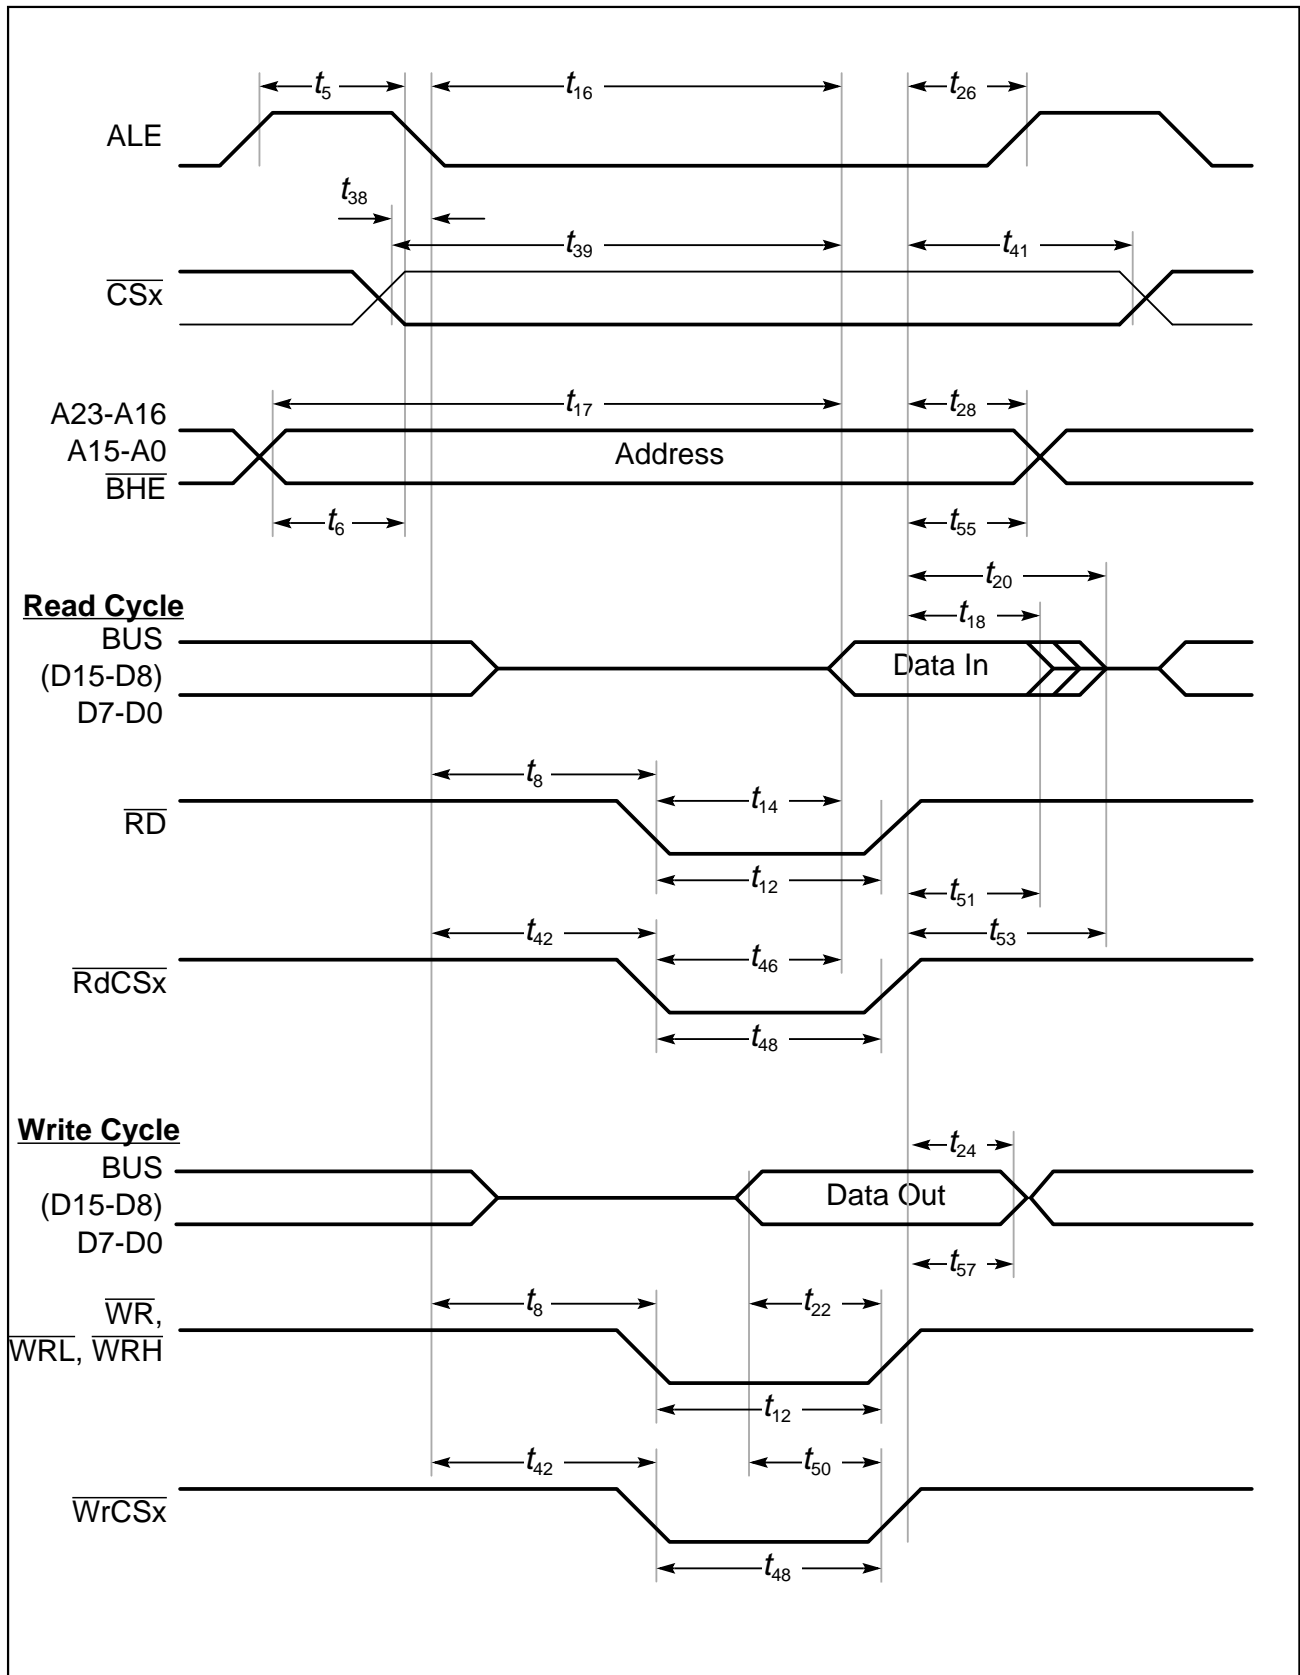 t5 t16 t26
ALE
t38
t39 t41
CSx
t17 t28
A23-A16
A15-A0 Address
BHE
t6 t55
t20
Read Cycle t18
BUS
(D15-D8) Data In
D7-D0
t8
t14
RD
t12 t51
t42 t53
t46
RdCSx
t48
Write Cycle t24
BUS
(D15-D8) Data Out
D7-D0
t57
t8 t22
WR,
WRL, WRH
t12
t42 t50
WrCSx
t48